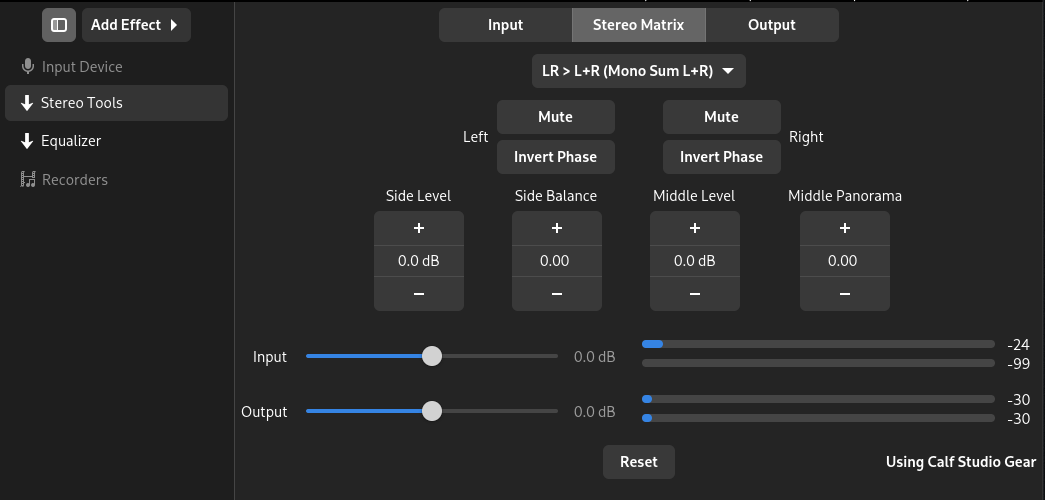 Add Effect
Input Stereo Matrix Output
Input Device
Stereo Tools
Equalizer
Recorders
LR > L+R (Mono Sum L+R)
Left
Mute
Invert Phase
Mute
Invert Phase
Right
Side Level Side Balance Middle Level Middle Panorama
+ + + +
0.0 dB 0.00 0.0 dB 0.00
− − − −
Input 0.0 dB -24
-99
Output 0.0 dB -30
-30
Reset
Using Calf Studio Gear